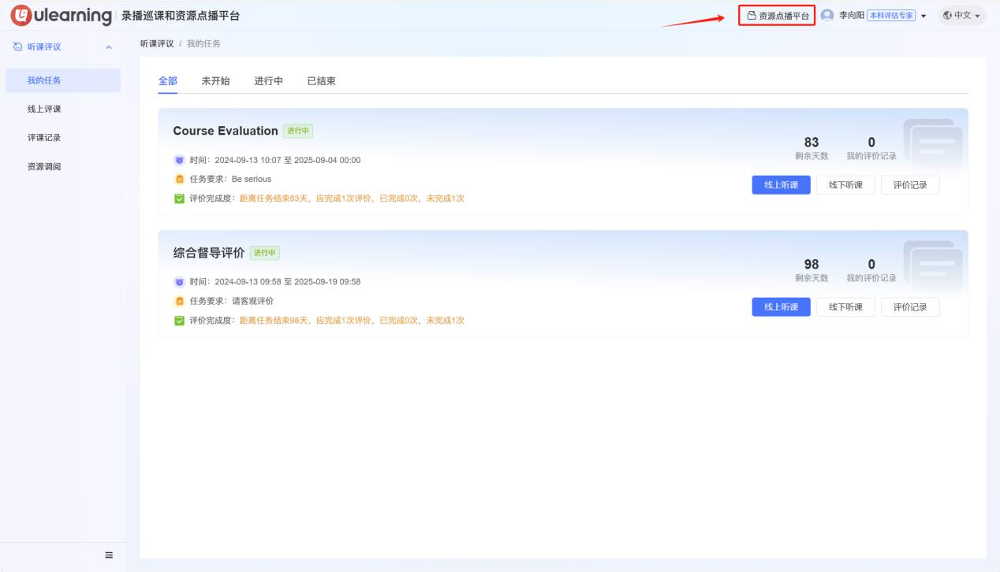 ulearning 录播巡课和资源点播平台 资源点播平台 李向阳 本科评估专家 中文
听课评议
我的任务
线上评课
评课记录
资源调阅
听课评议 / 我的任务
全部 未开始 进行中 已结束
Course Evaluation 进行中
时间：2024-09-13 10:07 至 2025-09-04 00:00
任务要求：Be serious
评价完成度：距离任务结束83天，应完成1次评价，已完成0次，未完成1次
83 0
剩余天数 我的评价记录
线上听课 线下听课 评价记录
综合督导评价 进行中
时间：2024-09-13 09:58 至 2025-09-19 09:58
任务要求：请客观评价
评价完成度：距离任务结束98天，应完成1次评价，已完成0次，未完成1次
98 0
剩余天数 我的评价记录
线上听课 线下听课 评价记录